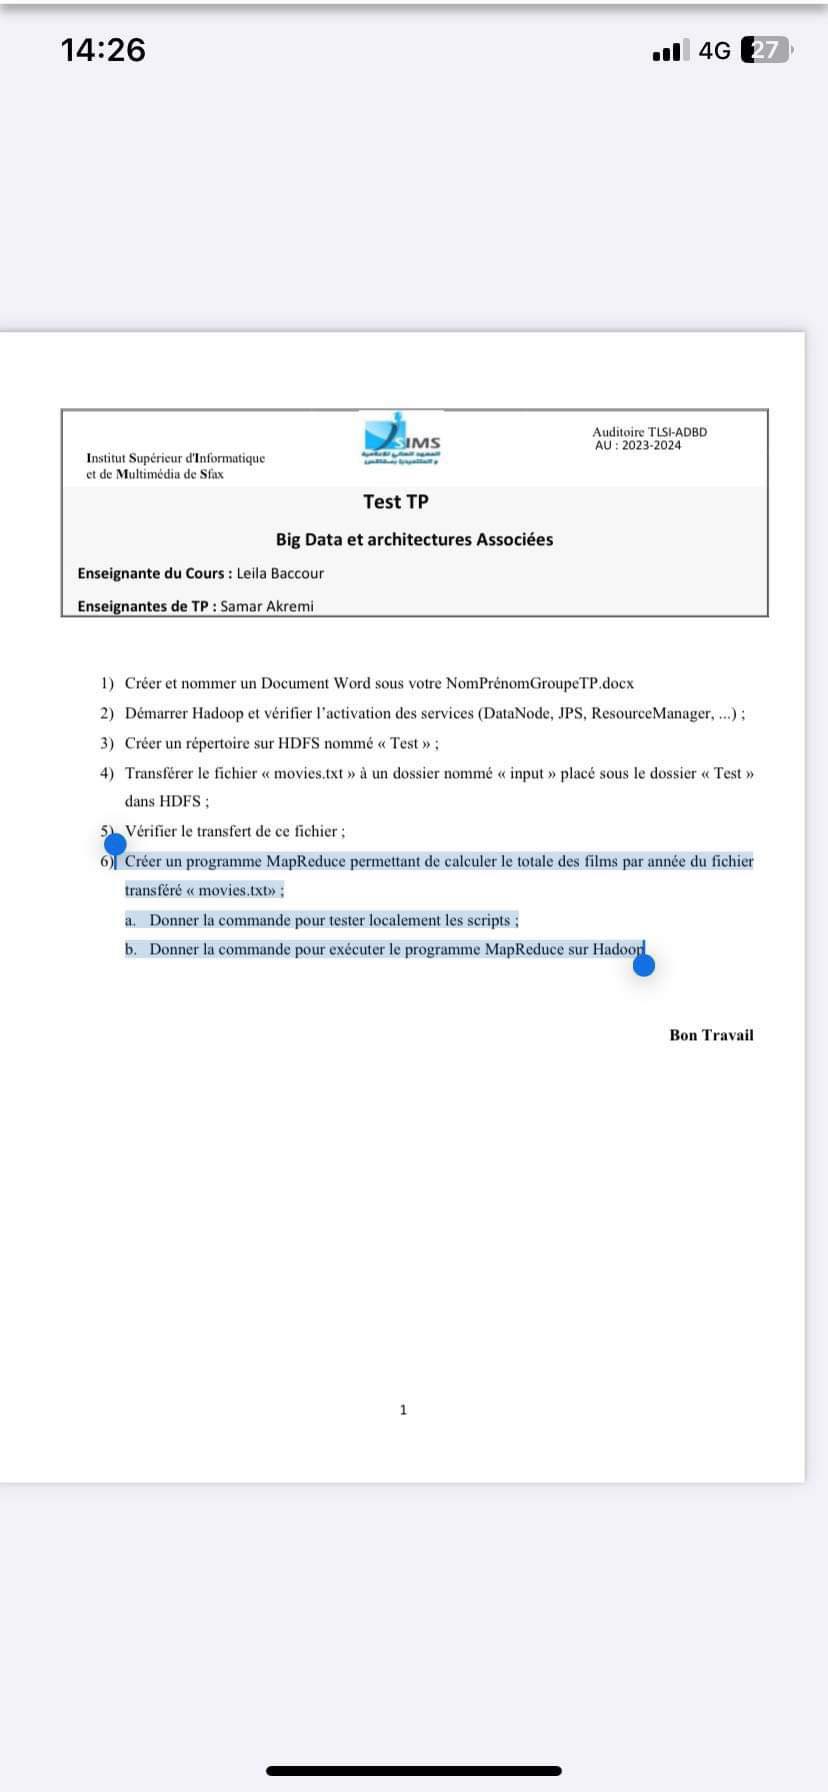 14:26
4G 27
SIMS
Auditoire TLSI-ADBD
AU : 2023-2024
Institut Supérieur d'Informatique
et de Multimédia de Sfax
Test TP
Big Data et architectures Associées
Enseignante du Cours : Leila Baccour
Enseignantes de TP : Samar Akremi
1) Créer et nommer un Document Word sous votre NomPrénomGroupeTP.docx
2) Démarrer Hadoop et vérifier l'activation des services (DataNode, JPS, ResourceManager, ...) ;
3) Créer un répertoire sur HDFS nommé « Test » ;
4) Transférer le fichier « movies.txt » à un dossier nommé « input » placé sous le dossier « Test »
dans HDFS ;
5) Vérifier le transfert de ce fichier ;
6) Créer un programme MapReduce permettant de calculer le totale des films par année du fichier
transféré « movies.txt» ;
a. Donner la commande pour tester localement les scripts ;
b. Donner la commande pour exécuter le programme MapReduce sur Hadoop
Bon Travail
1